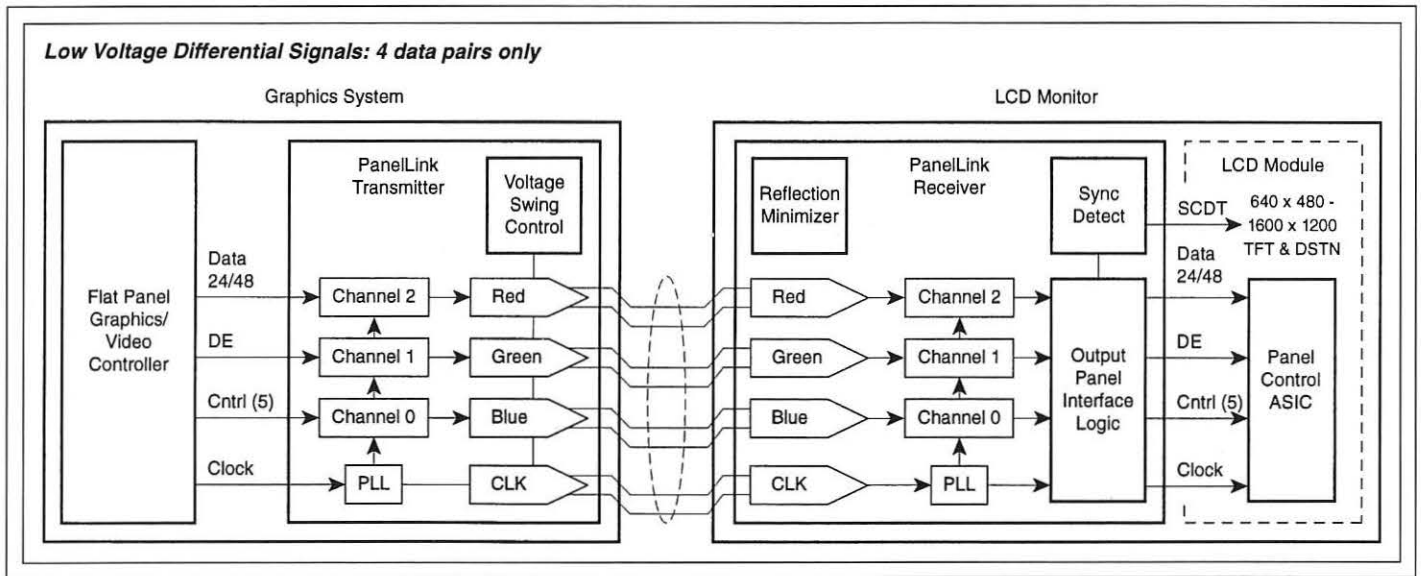 Low Voltage Differential Signals: 4 data pairs only
Graphics System
LCD Monitor
Flat Panel
Graphics/
Video
Controller
Data
24/48
DE
Cntrl (5)
Clock
PanelLink
Transmitter
Voltage
Swing
Control
Channel 2
Channel 1
Channel 0
PLL
Red
Green
Blue
CLK
Reflection
Minimizer
PanelLink
Receiver
Sync
Detect
Red
Green
Blue
CLK
Channel 2
Channel 1
Channel 0
PLL
Output
Panel
Interface
Logic
SCDT
Data
24/48
DE
Cntrl (5)
Clock
LCD Module
640 x 480 -
1600 x 1200
TFT & DSTN
Panel
Control
ASIC